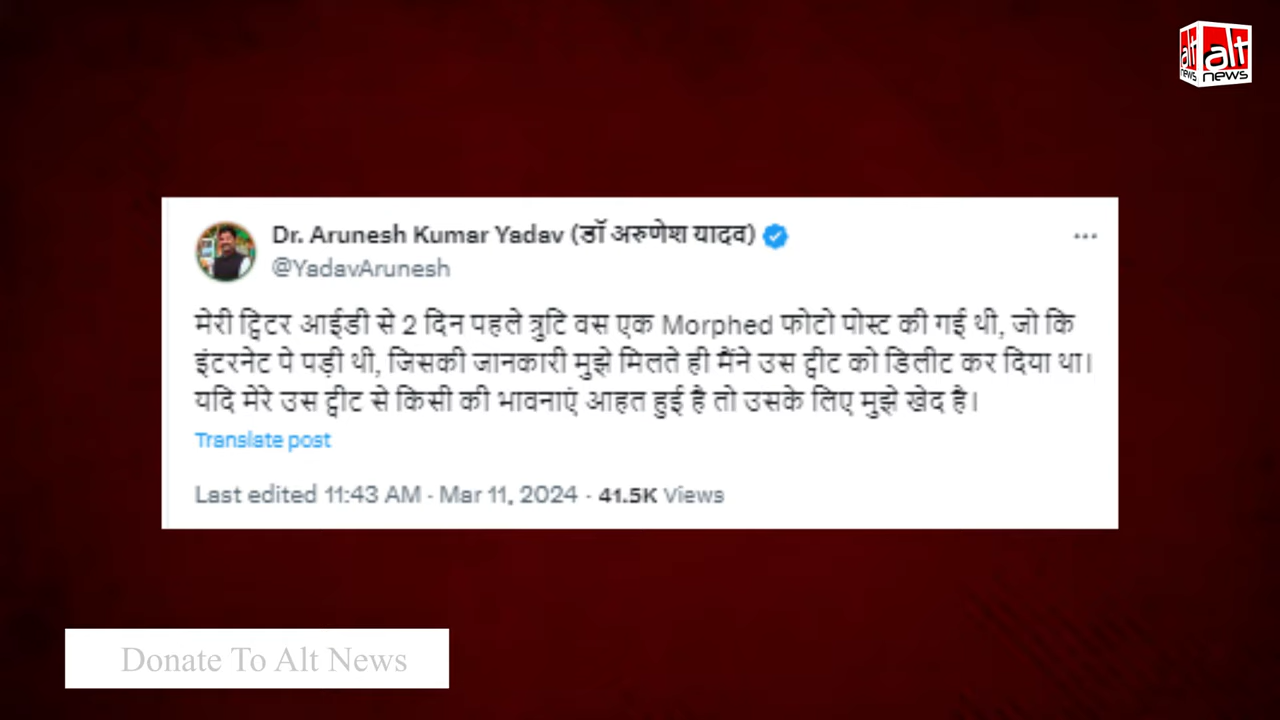 alt alt
news news
Dr. Arunesh Kumar Yadav (डॉ अरुणेश यादव)
@YadavArunesh
मेरी ट्विटर आईडी से 2 दिन पहले त्रुटि वस एक Morphed फोटो पोस्ट की गई थी, जो कि
इंटरनेट पे पड़ी थी, जिसकी जानकारी मुझे मिलते ही मैंने उस ट्वीट को डिलीट कर दिया था।
यदि मेरे उस ट्वीट से किसी की भावनाएं आहत हुई है तो उसके लिए मुझे खेद है।
Translate post
Last edited 11:43 AM · Mar 11, 2024 · 41.5K Views
Donate To Alt News